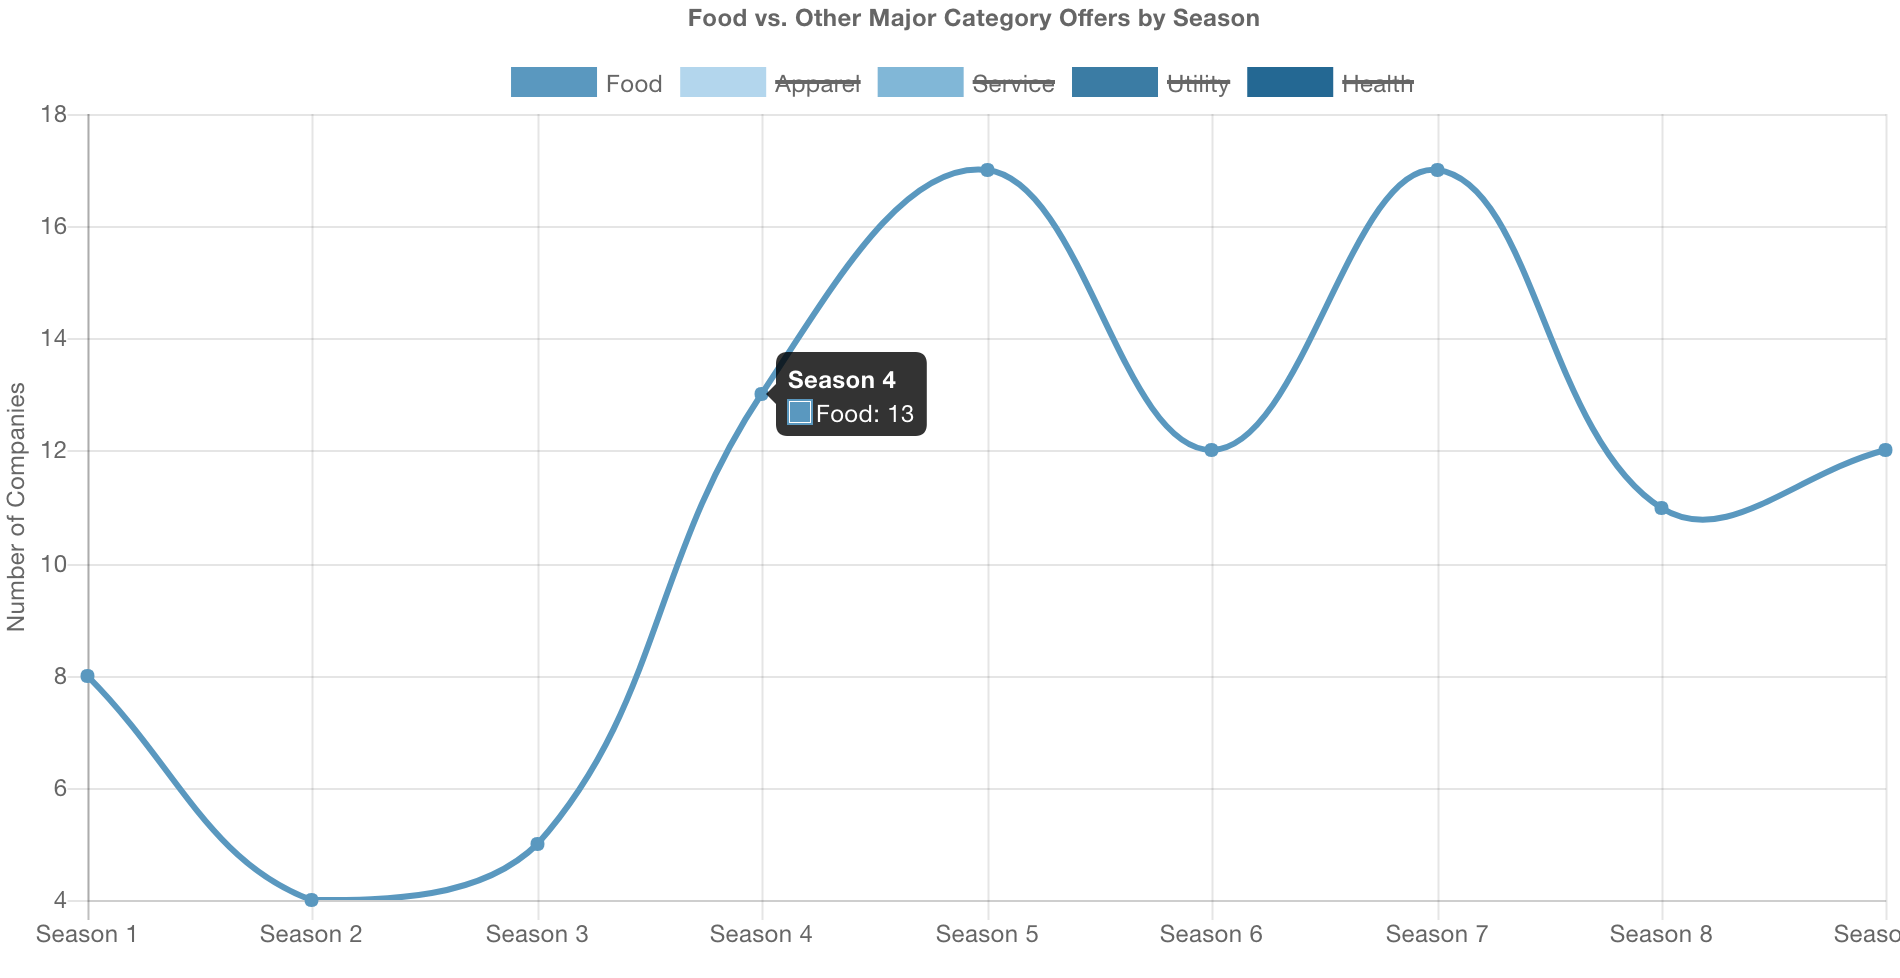 Food vs. Other Major Category Offers by Season
Food Apparel Service Utility Health
18
16
14
12
10
8
6
4
Number of Companies
Season 4
Food: 13
Season 1 Season 2 Season 3 Season 4 Season 5 Season 6 Season 7 Season 8 Seaso